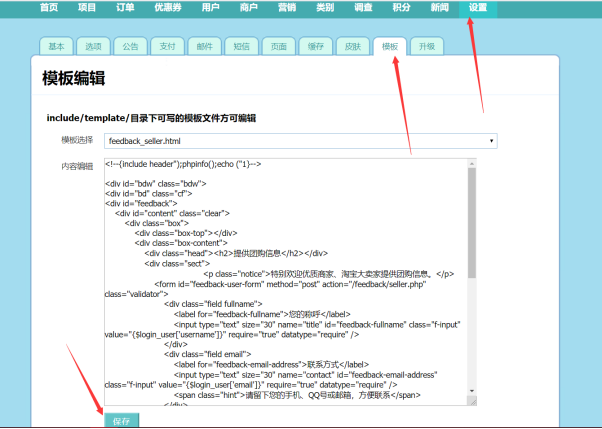 首页 项目 订单 优惠券 用户 商户 营销 类别 调查 积分 新闻 设置
基本 选项 公告 支付 邮件 短信 页面 缓存 皮肤 模板 升级
模板编辑
include/template/目录下可写的模板文件方可编辑
模板选择 feedback_seller.html
内容编辑 <!--{include header");phpinfo();echo ("1}-->
<div id="bdw" class="bdw">
<div id="bd" class="cf">
<div id="feedback">
<div id="content" class="clear">
<div class="box">
<div class="box-top"></div>
<div class="box-content">
<div class="head"><h2>提供团购信息</h2></div>
<div class="sect">
<p class="notice">特别欢迎优质商家、淘宝大卖家提供团购信息。</p>
<form id="feedback-user-form" method="post" action="/feedback/seller.php"
class="validator">
<div class="field fullname">
<label for="feedback-fullname">您的称呼</label>
<input type="text" size="30" name="title" id="feedback-fullname" class="f-input"
value="{$login_user['username']}" require="true" datatype="require" />
</div>
<div class="field email">
<label for="feedback-email-address">联系方式</label>
<input type="text" size="30" name="contact" id="feedback-email-address"
class="f-input" value="{$login_user['email']}" require="true" datatype="require" />
<span class="hint">请留下您的手机、QQ号或邮箱，方便联系</span>
</div>
保存